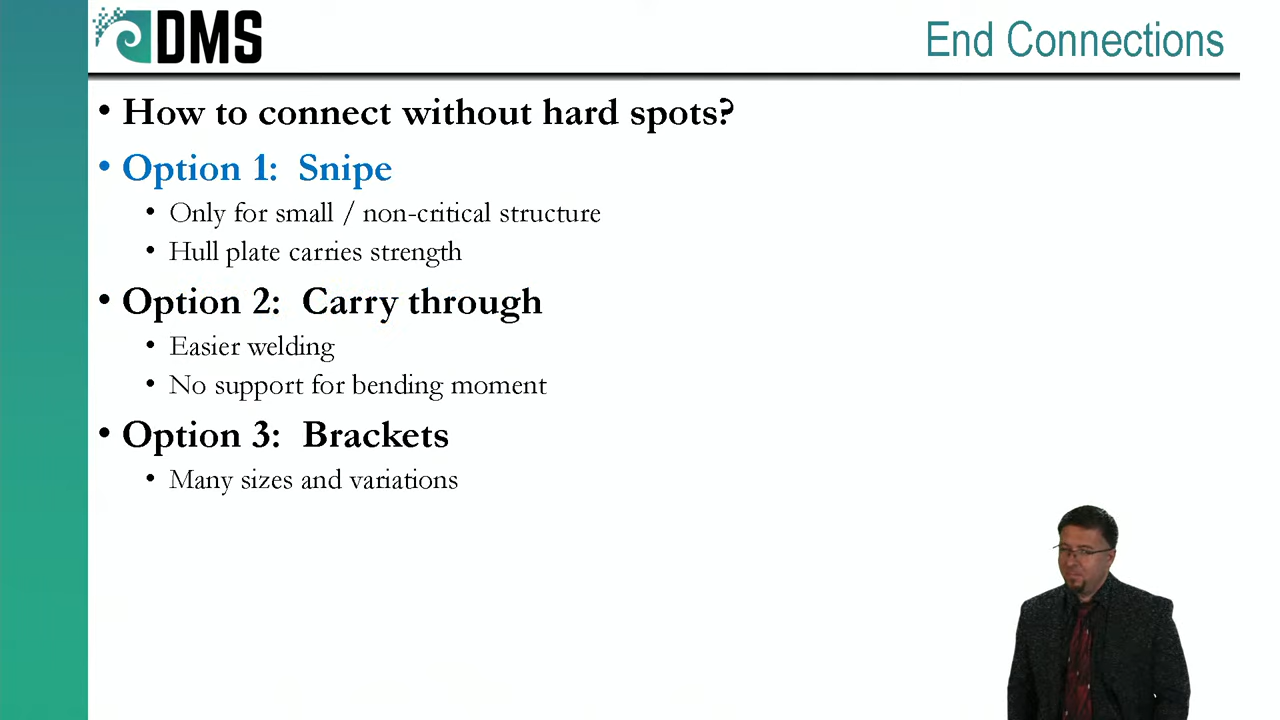 DMS
End Connections
• How to connect without hard spots?
• Option 1: Snipe
• Only for small / non-critical structure
• Hull plate carries strength
• Option 2: Carry through
• Easier welding
• No support for bending moment
• Option 3: Brackets
• Many sizes and variations